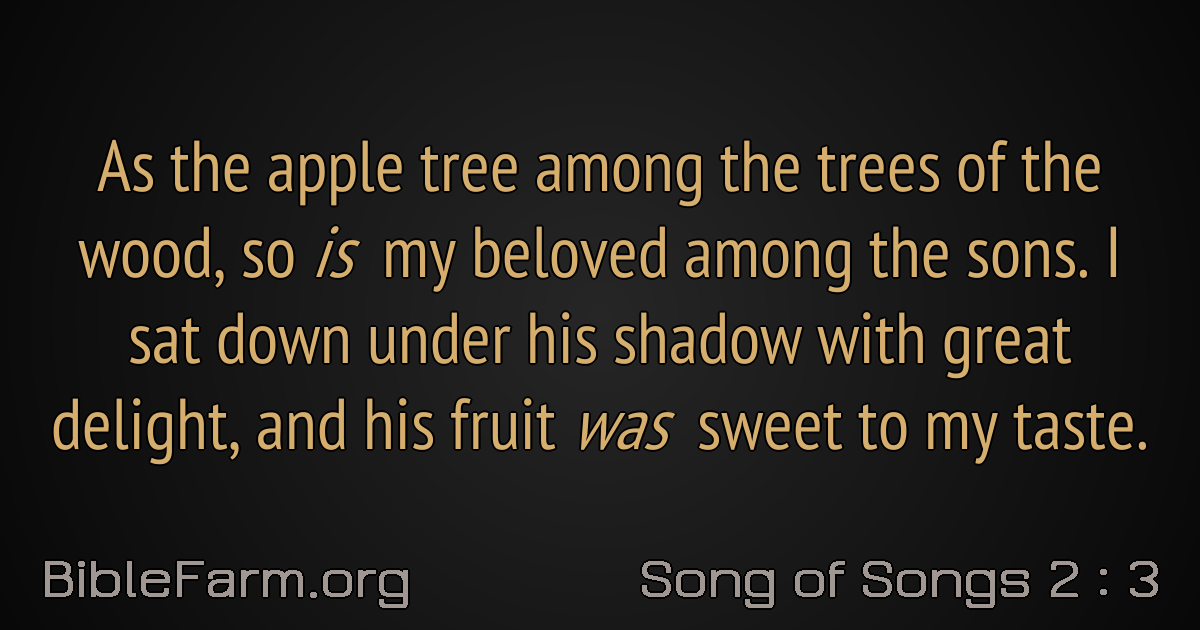 As the apple tree among the trees of the
wood, so is my beloved among the sons. I
sat down under his shadow with great
delight, and his fruit was sweet to my taste.
BibleFarm.org
Song of Songs 2 : 3